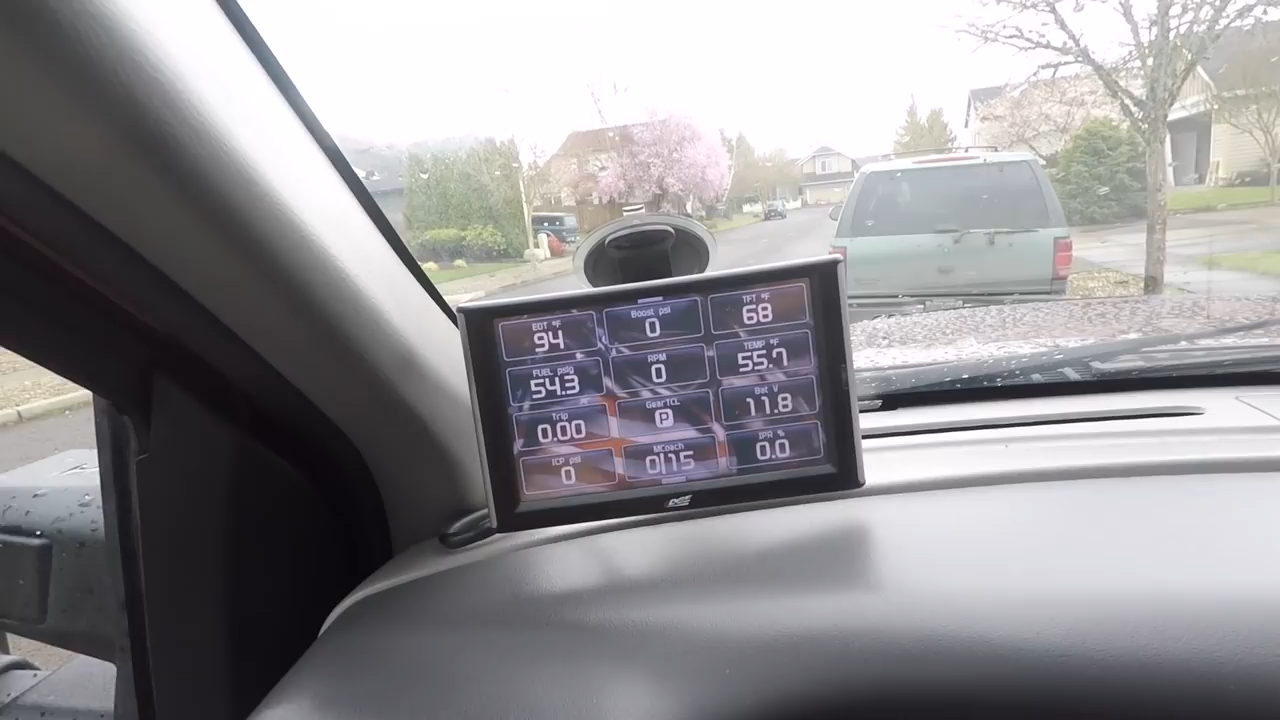 EOT °F
94
Boost psi
0
TFT °F
68
FUEL psig
54.3
RPM
0
TEMP °F
55.7
Trip
0.00
GearTCL
P
Bat V
11.8
ICP psi
0
MCoach
0|15
IPR %
0.0